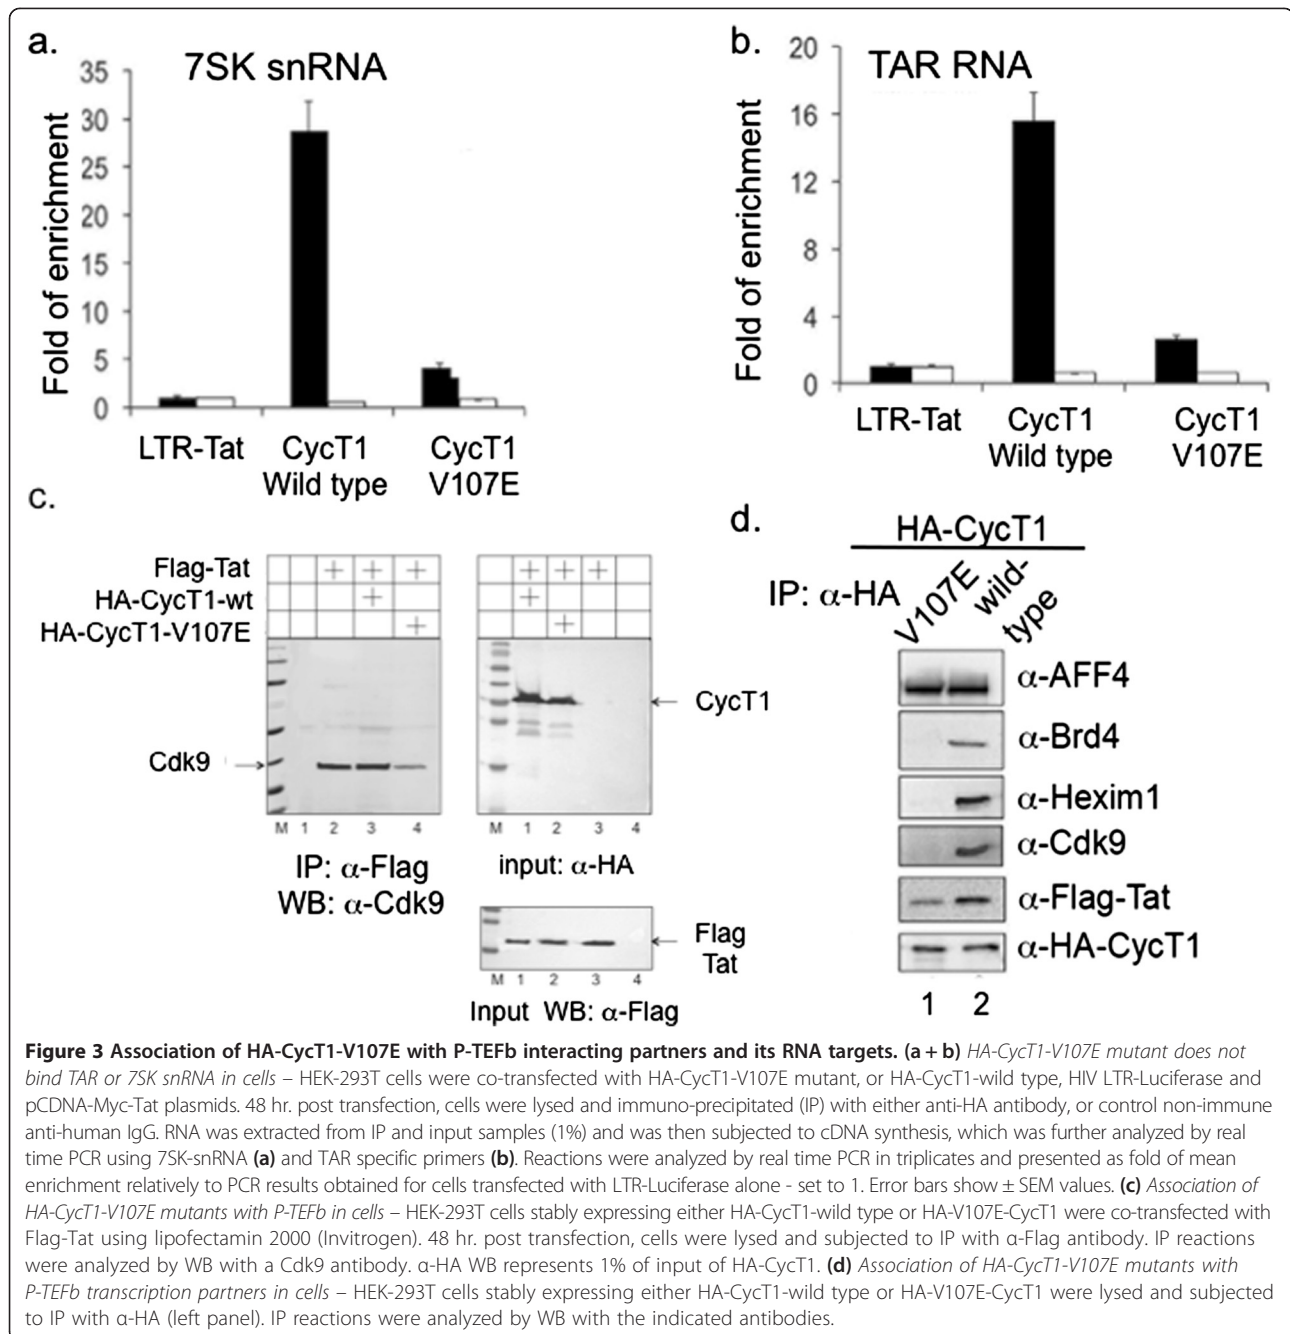 a.
7SK snRNA
35
30
25
20
15
10
5
0
Fold of enrichment
LTR-Tat
CycT1
Wild type
CycT1
V107E
b.
TAR RNA
20
16
12
8
4
0
Fold of enrichment
LTR-Tat
CycT1
Wild type
CycT1
V107E
c.
Flag-Tat + + +
HA-CycT1-wt +
HA-CycT1-V107E +
Cdk9
M 1 2 3 4
IP: α-Flag
WB: α-Cdk9
+ + +
+
+
CycT1
M 1 2 3 4
input: α-HA
Flag
Tat
M 1 2 3 4
Input WB: α-Flag
d.
HA-CycT1
IP: α-HA
V107E
wild-
type
α-AFF4
α-Brd4
α-Hexim1
α-Cdk9
α-Flag-Tat
α-HA-CycT1
1 2
Figure 3 Association of HA-CycT1-V107E with P-TEFb interacting partners and its RNA targets. (a + b) HA-CycT1-V107E mutant does not
bind TAR or 7SK snRNA in cells – HEK-293T cells were co-transfected with HA-CycT1-V107E mutant, or HA-CycT1-wild type, HIV LTR-Luciferase and
pCDNA-Myc-Tat plasmids. 48 hr. post transfection, cells were lysed and immuno-precipitated (IP) with either anti-HA antibody, or control non-immune
anti-human IgG. RNA was extracted from IP and input samples (1%) and was then subjected to cDNA synthesis, which was further analyzed by real
time PCR using 7SK-snRNA (a) and TAR specific primers (b). Reactions were analyzed by real time PCR in triplicates and presented as fold of mean
enrichment relatively to PCR results obtained for cells transfected with LTR-Luciferase alone - set to 1. Error bars show ± SEM values. (c) Association of
HA-CycT1-V107E mutants with P-TEFb in cells – HEK-293T cells stably expressing either HA-CycT1-wild type or HA-V107E-CycT1 were co-transfected with
Flag-Tat using lipofectamin 2000 (Invitrogen). 48 hr. post transfection, cells were lysed and subjected to IP with α-Flag antibody. IP reactions
were analyzed by WB with a Cdk9 antibody. α-HA WB represents 1% of input of HA-CycT1. (d) Association of HA-CycT1-V107E mutants with
P-TEFb transcription partners in cells – HEK-293T cells stably expressing either HA-CycT1-wild type or HA-V107E-CycT1 were lysed and subjected
to IP with α-HA (left panel). IP reactions were analyzed by WB with the indicated antibodies.